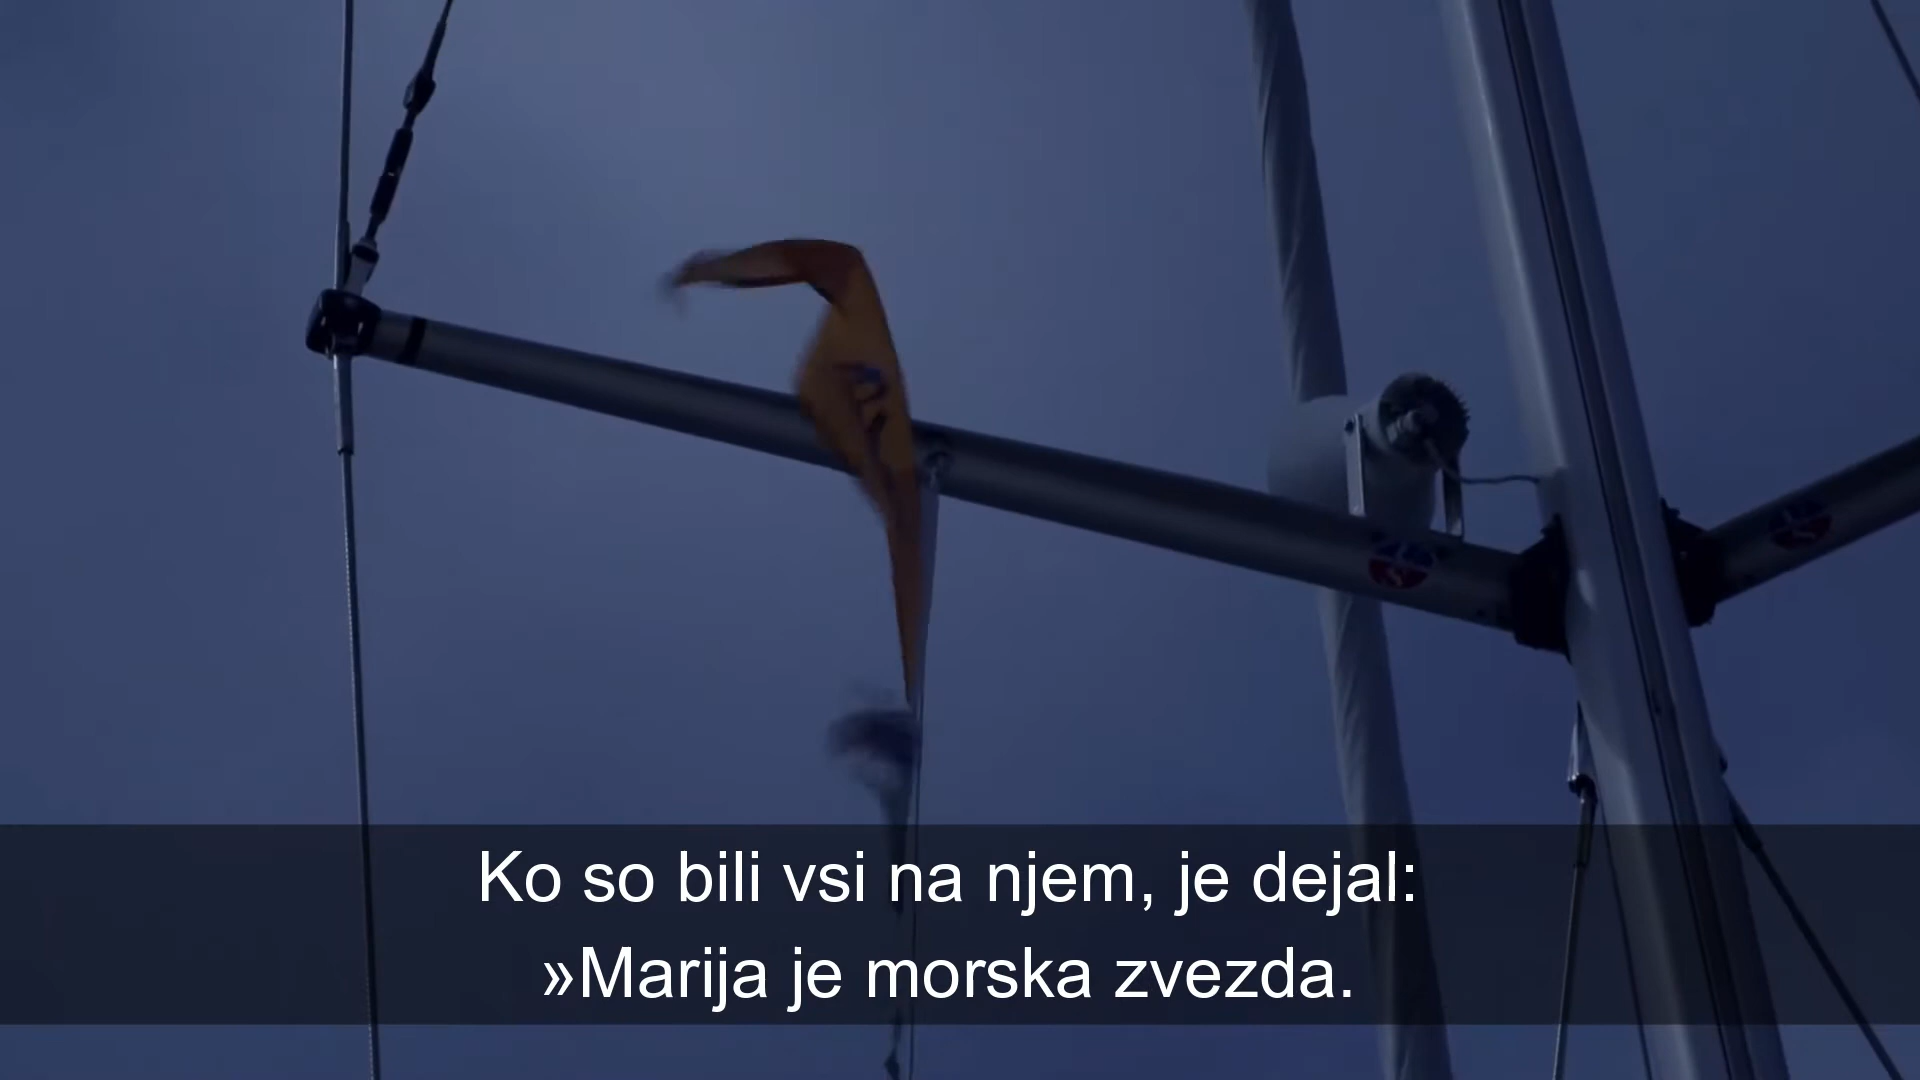 Ko so bili vsi na njem, je dejal:
»Marija je morska zvezda.